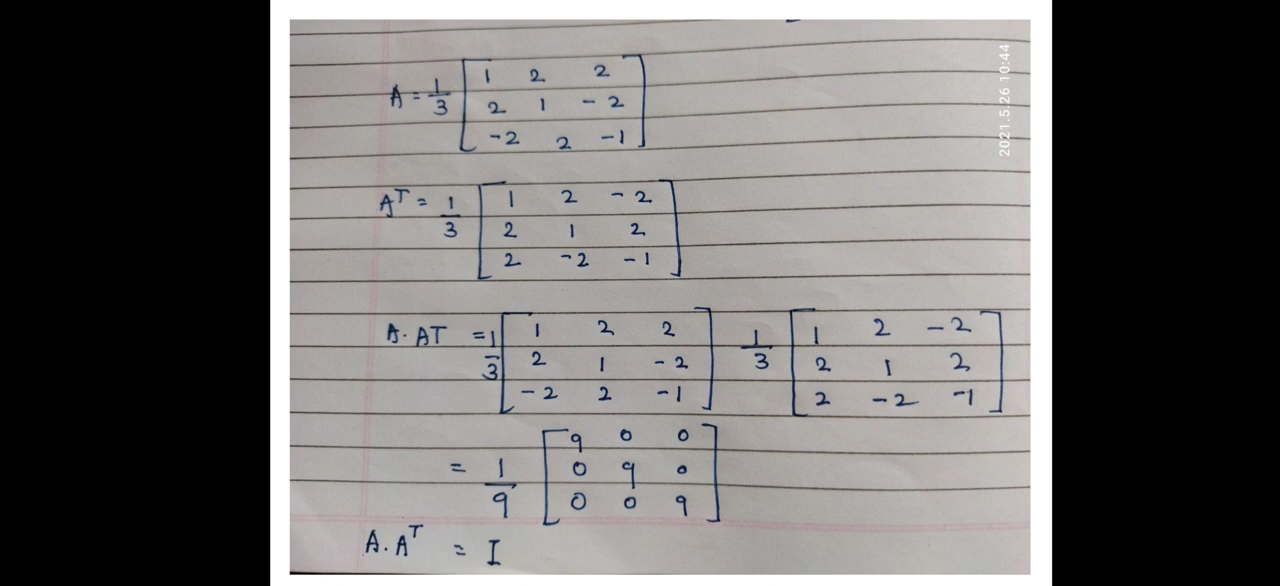 A = 1/3 [ 1 2 2
2 1 -2
-2 2 -1 ]
Aᵀ = 1/3 [ 1 2 -2
2 1 2
2 -2 -1 ]
A. AT = 1/3 [ 1 2 2 1/3 [ 1 2 -2
2 1 -2 2 1 2
-2 2 -1 ] 2 -2 -1 ]
= 1/9 [ 9 0 0
0 9 0
0 0 9 ]
A.Aᵀ = I
2021.5.26 10:44